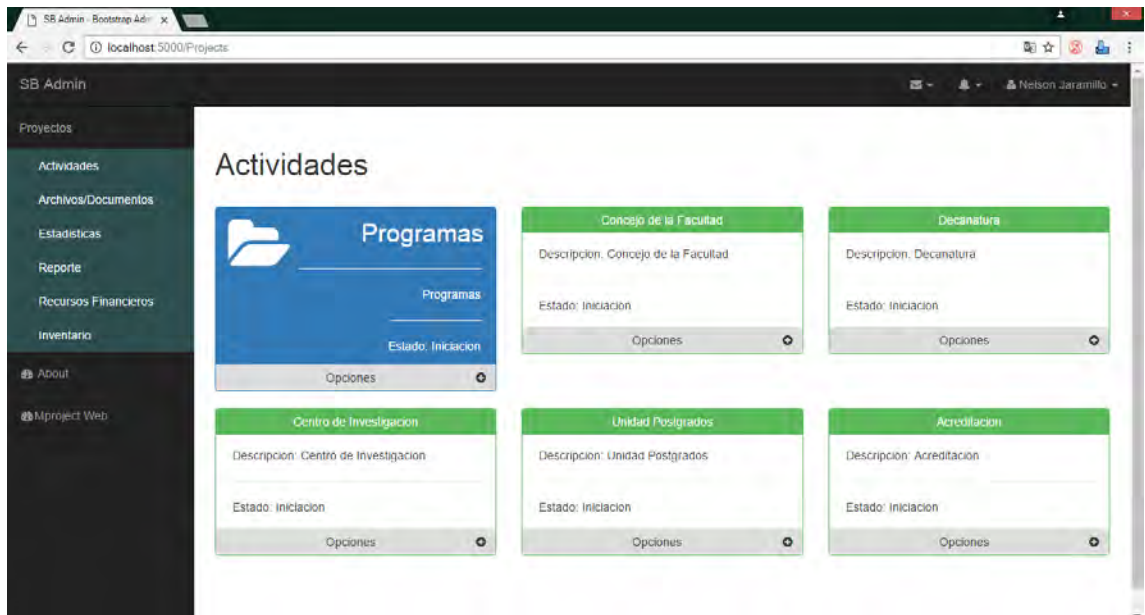 SB Admin - Bootstrap Adm
localhost:5000/Projects
SB Admin
Nelson Jaramillo
Proyectos
Actividades
Archivos/Documentos
Estadisticas
Reporte
Recursos Financieros
Inventario
About
Mproject Web
Actividades
Programas
Programas
Estado: Iniciacion
Opciones
Concejo de la Facultad
Descripcion: Concejo de la Facultad
Estado: Iniciacion
Opciones
Decanatura
Descripcion: Decanatura
Estado: Iniciacion
Opciones
Centro de Investigacion
Descripcion: Centro de Investigacion
Estado: Iniciacion
Opciones
Unidad Postgrados
Descripcion: Unidad Postgrados
Estado: Iniciacion
Opciones
Acreditacion
Descripcion: Acreditacion
Estado: Iniciacion
Opciones